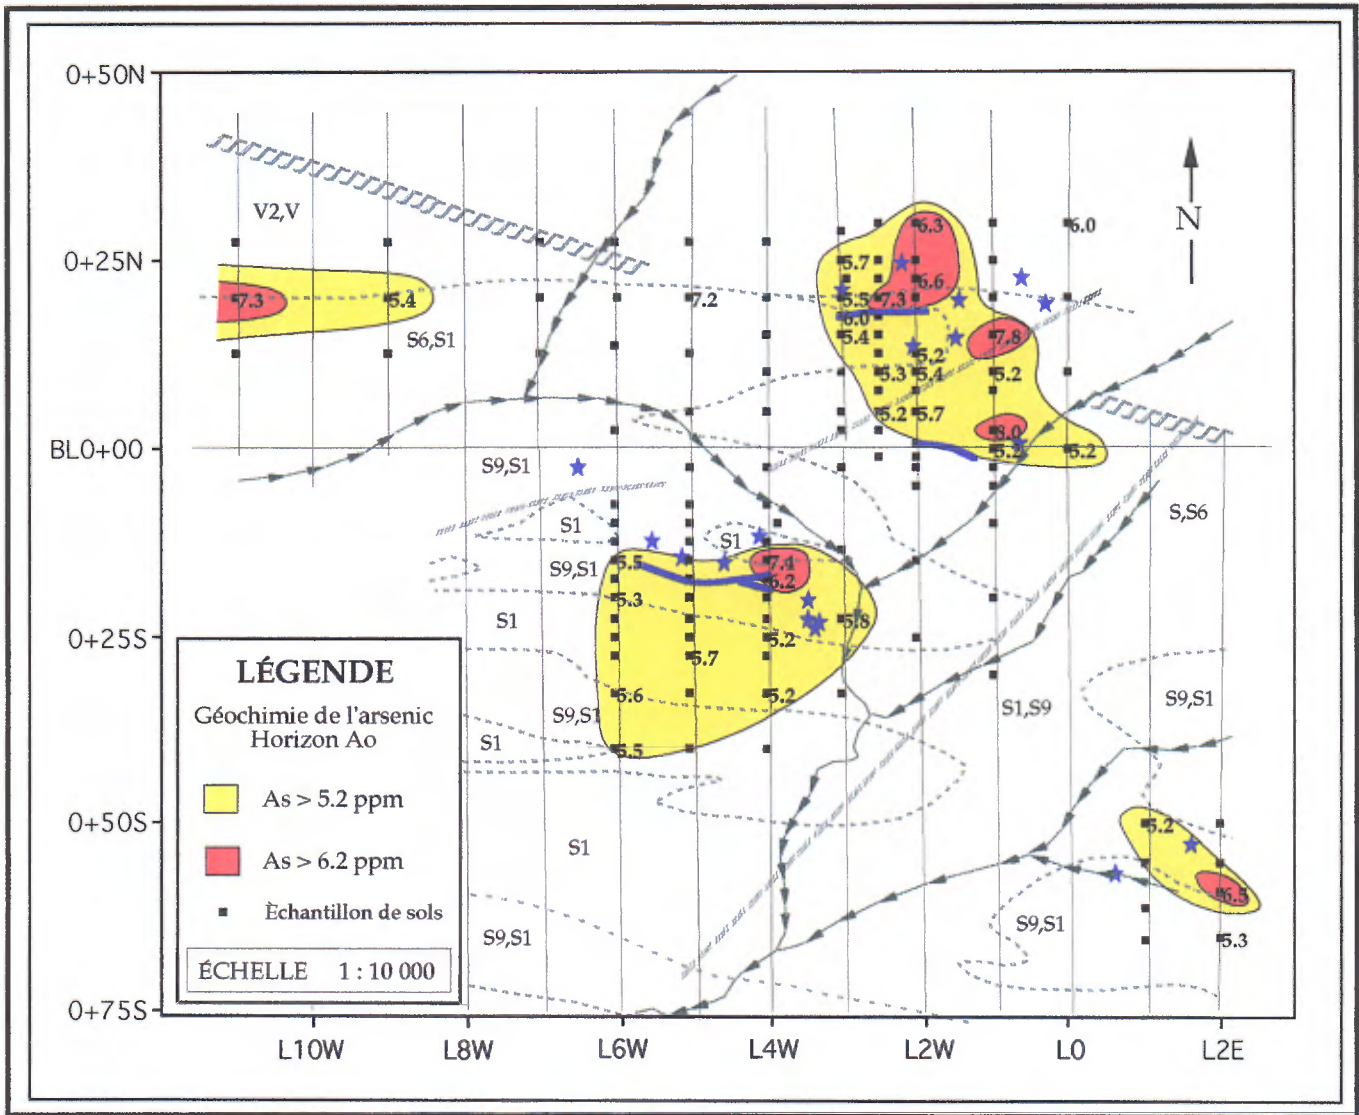 0+50N
6.3
6.0
V2,V
N
0+25N
5.7
6.6
7.3
5.4
7.2
5.5
7.3
6.0
S6,S1
5.4
7.8
5.2
5.3
5.4
5.2
5.2
5.7
8.0
BL0+00
5.2
5.2
S9,S1
S,S6
S1
S1
5.5
S9,S1
7.4
6.2
5.3
S1
5.8
0+25S
5.2
5.7
LÉGENDE
Géochimie de l'arsenic
Horizon Ao
As > 5.2 ppm
As > 6.2 ppm
Échantillon de sols
ÉCHELLE 1 : 10 000
5.6
5.2
S9,S1
S1,S9
S9,S1
S1
5.5
0+50S
5.2
S1
6.5
S9,S1
S9,S1
5.3
0+75S
L10W
L8W
L6W
L4W
L2W
L0
L2E